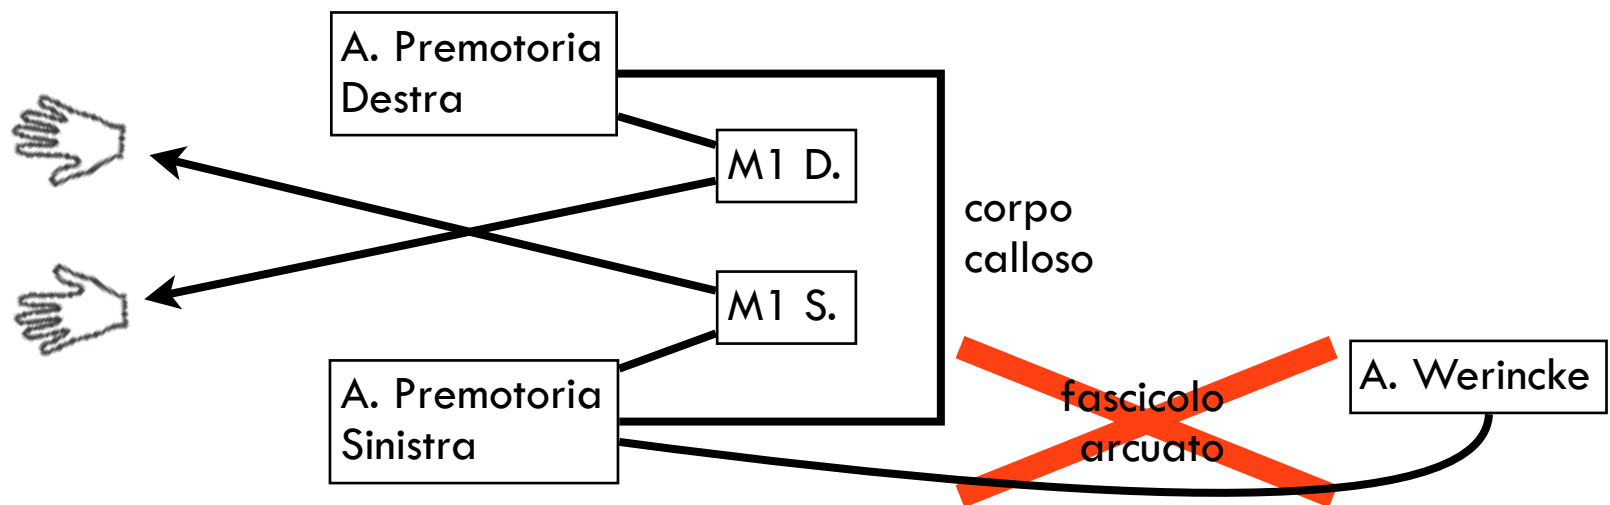 A. Premotoria
Destra
M1 D.
corpo
calloso
M1 S.
A. Premotoria
Sinistra
fascicolo
arcuato
A. Werincke